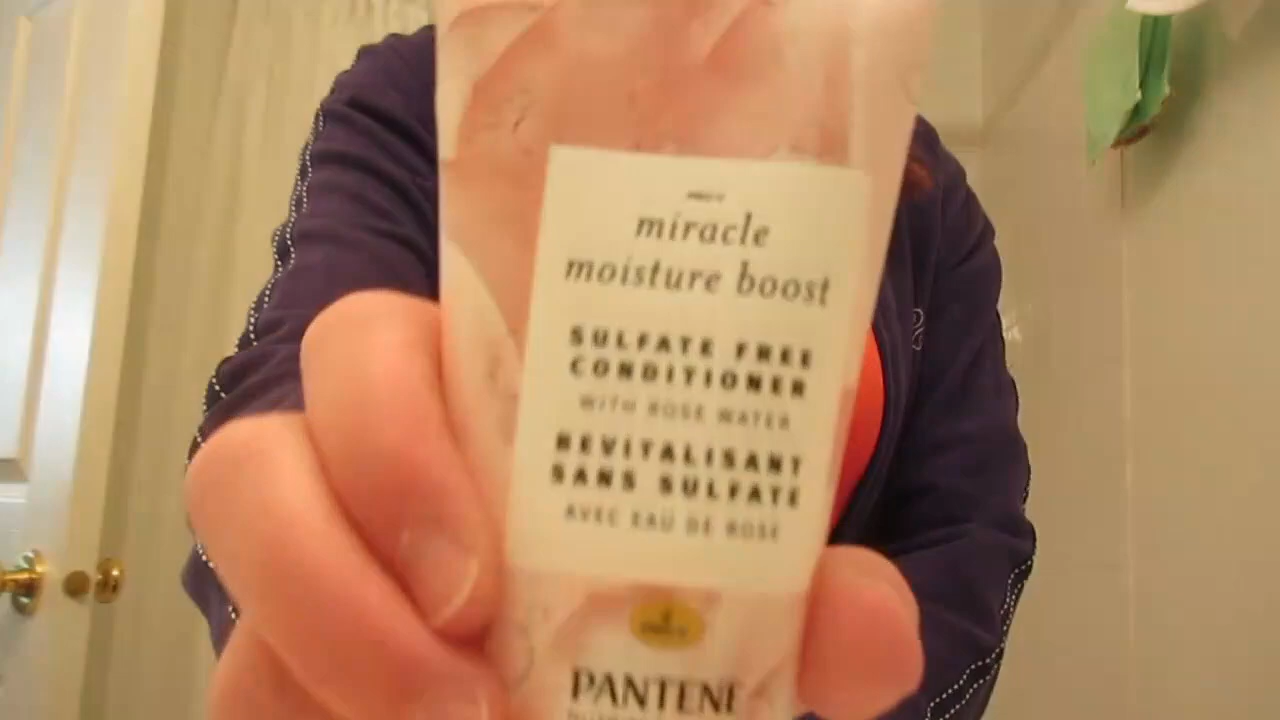 miracle
moisture boost
SULFATE FREE
CONDITIONER
WITH ROSE WATER
REVITALISANT
SANS SULFATE
AVEC EAU DE ROSE
PANTENE